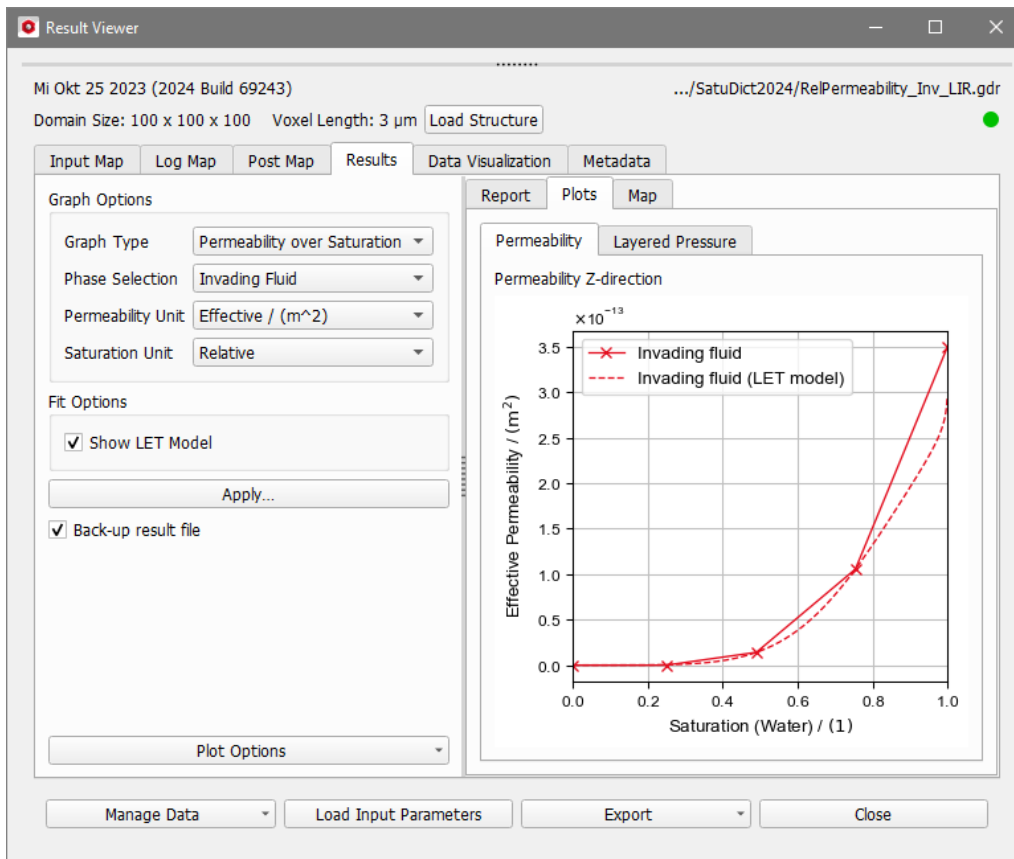 Result Viewer
Mi Okt 25 2023 (2024 Build 69243)
.../SatuDict2024/RelPermeability_Inv_LIR.gdr
Domain Size: 100 x 100 x 100 Voxel Length: 3 µm Load Structure
Input Map Log Map Post Map Results Data Visualization Metadata
Graph Options
Graph Type Permeability over Saturation
Phase Selection Invading Fluid
Permeability Unit Effective / (m^2)
Saturation Unit Relative
Fit Options
Show LET Model
Apply...
Back-up result file
Plot Options
Report Plots Map
Permeability Layered Pressure
Permeability Z-direction
×10⁻¹³
Invading fluid
Invading fluid (LET model)
Effective Permeability / (m²)
3.5
3.0
2.5
2.0
1.5
1.0
0.5
0.0
0.0 0.2 0.4 0.6 0.8 1.0
Saturation (Water) / (1)
Manage Data Load Input Parameters Export Close